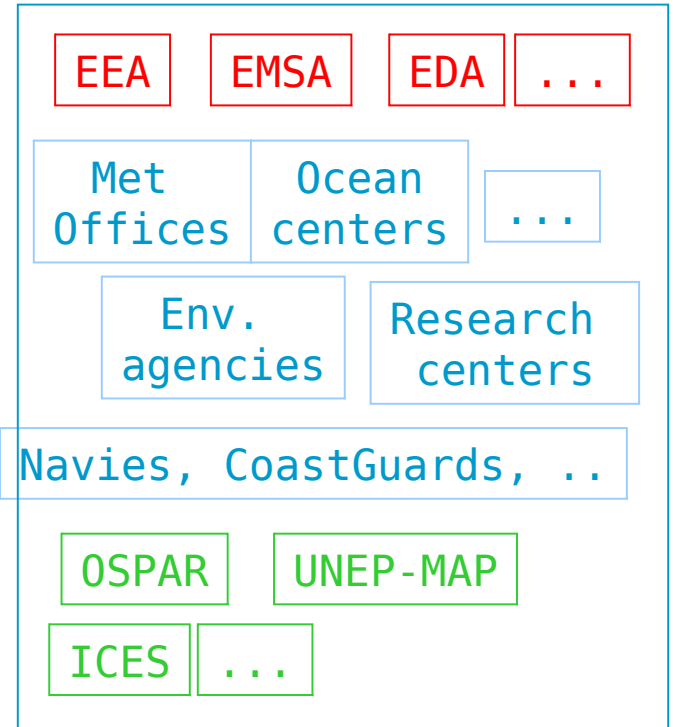 EEA EMSA EDA ...
Met Ocean
Offices centers ...
Env. Research
agencies centers
Navies, CoastGuards, ..
OSPAR UNEP-MAP
ICES ...